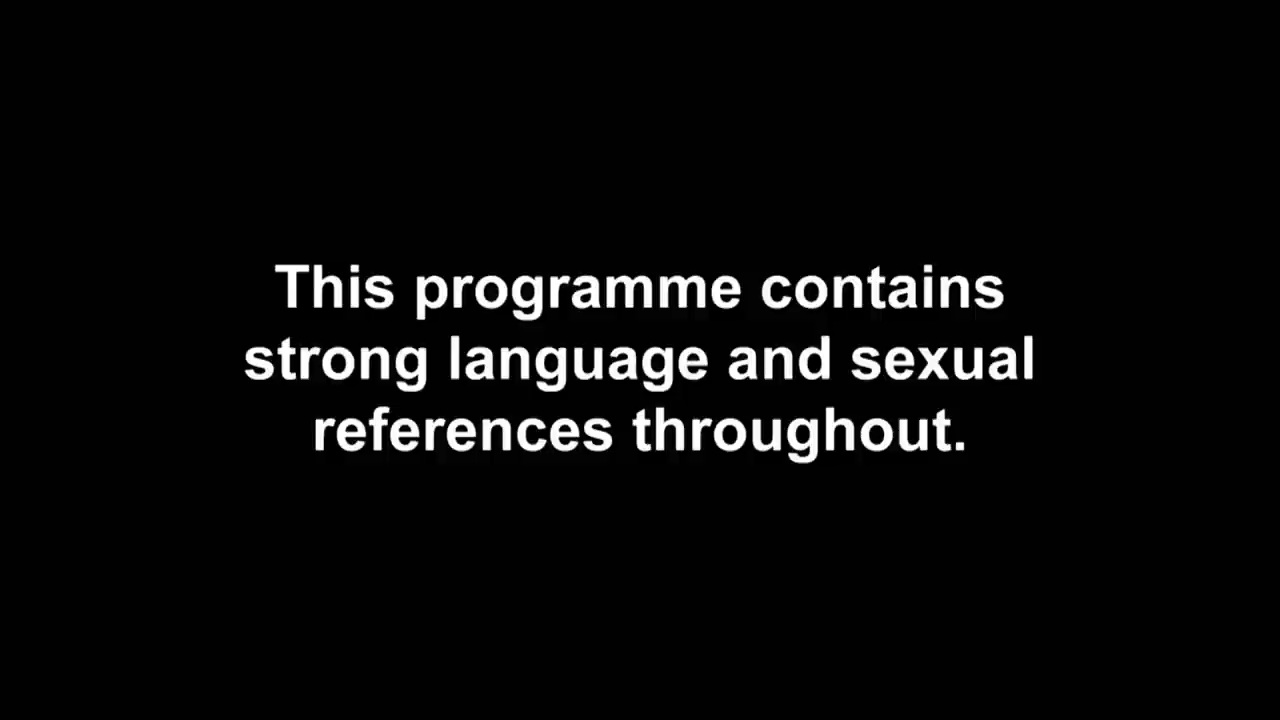 This programme contains
strong language and sexual
references throughout.